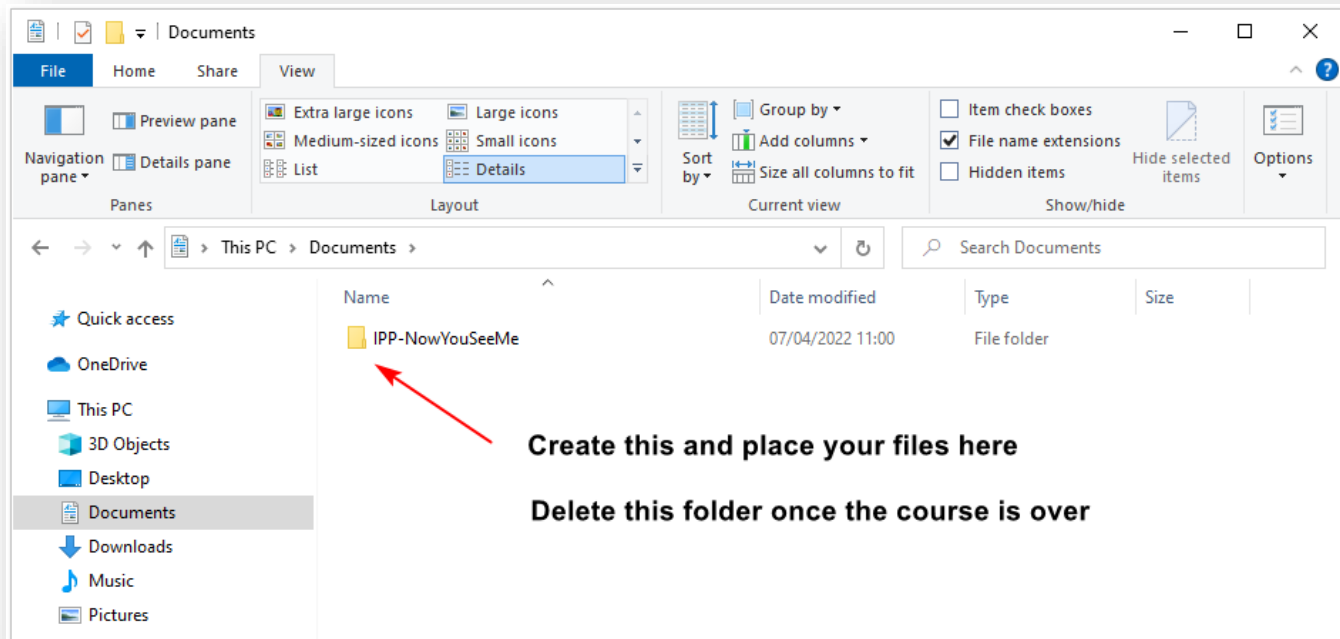 Documents
File Home Share View
Navigation pane
Preview pane
Details pane
Panes
Extra large icons Large icons
Medium-sized icons Small icons
List Details
Layout
Sort by
Group by
Add columns
Size all columns to fit
Current view
Item check boxes
File name extensions
Hidden items
Hide selected items
Show/hide
Options
This PC > Documents >
Search Documents
Name Date modified Type Size
IPP-NowYouSeeMe 07/04/2022 11:00 File folder
Quick access
OneDrive
This PC
3D Objects
Desktop
Documents
Downloads
Music
Pictures
Create this and place your files here
Delete this folder once the course is over